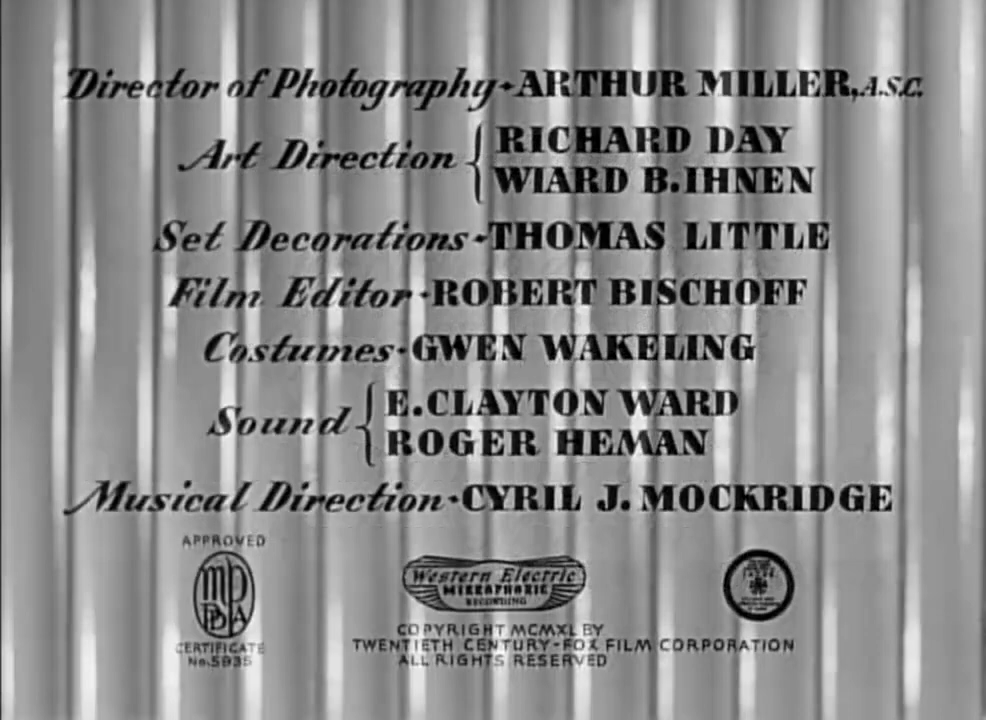 Director of Photography-ARTHUR MILLER, A.S.C.
Art Direction { RICHARD DAY
WIARD B. IHNEN
Set Decorations-THOMAS LITTLE
Film Editor-ROBERT BISCHOFF
Costumes-GWEN WAKELING
Sound { E. CLAYTON WARD
ROGER HEMAN
Musical Direction-CYRIL J. MOCKRIDGE
APPROVED
MPPDA
CERTIFICATE
No. 5935
Western Electric
MIRROPHONIC
RECORDING
COPYRIGHT MCMXL BY
TWENTIETH CENTURY-FOX FILM CORPORATION
ALL RIGHTS RESERVED